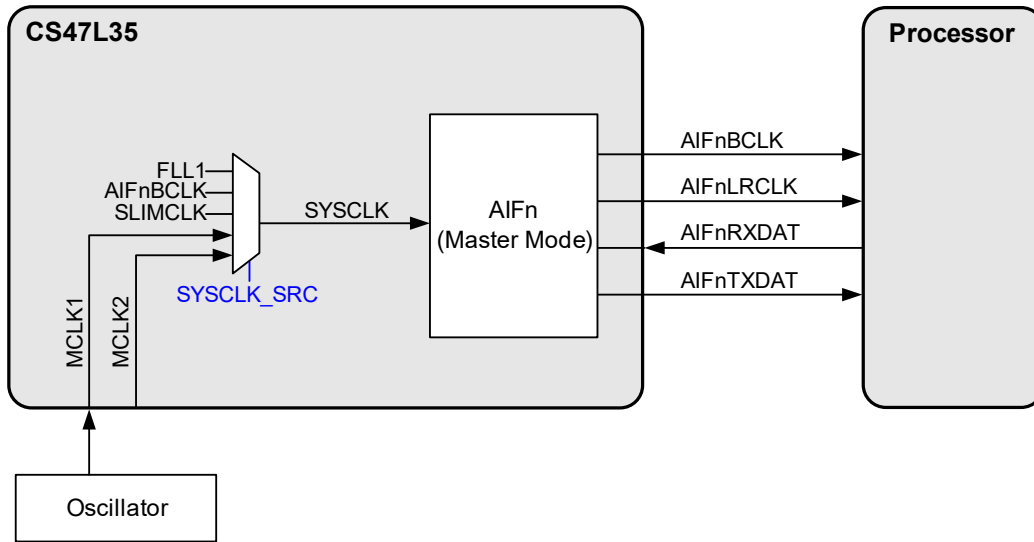 CS47L35
Processor
FLL1
AIFnBCLK
SLIMCLK
MCLK1
MCLK2
SYSCLK
SYSCLK_SRC
AIFn
(Master Mode)
AIFnBCLK
AIFnLRCLK
AIFnRXDAT
AIFnTXDAT
Oscillator